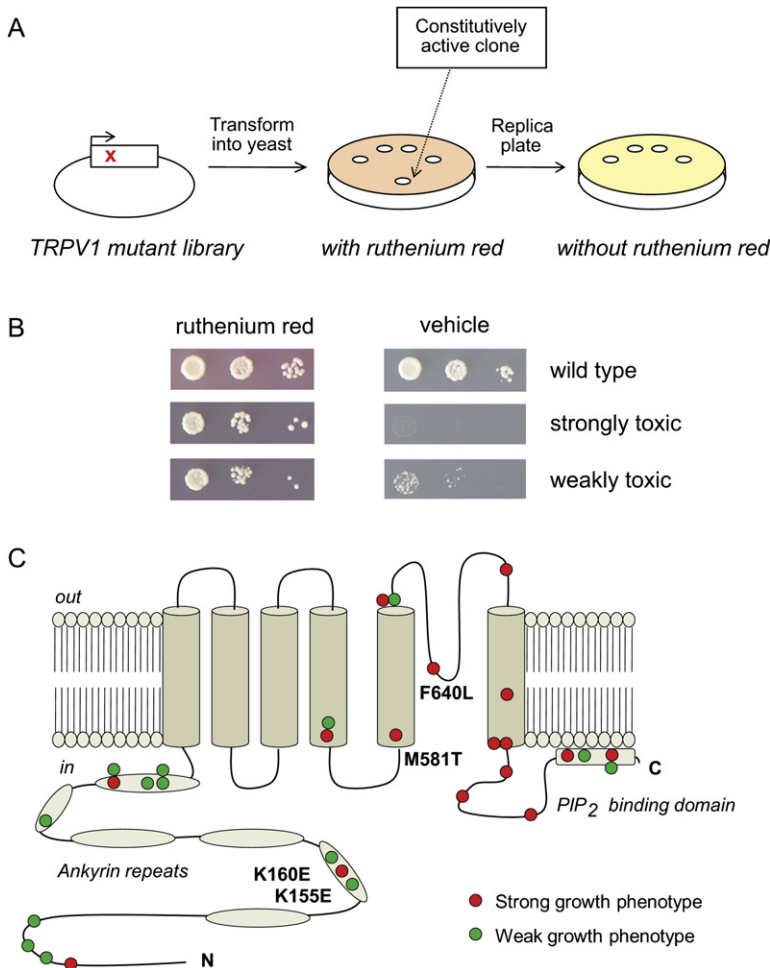 A
Constitutively
active clone
Transform
into yeast
Replica
plate
x
TRPV1 mutant library
with ruthenium red
without ruthenium red
B
ruthenium red
vehicle
wild type
strongly toxic
weakly toxic
C
out
F640L
M581T
in
C
PIP2 binding domain
Ankyrin repeats
K160E
K155E
Strong growth phenotype
Weak growth phenotype
N